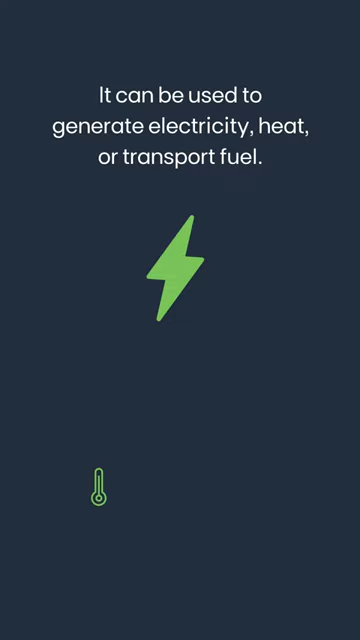 It can be used to
generate electricity, heat,
or transport fuel.